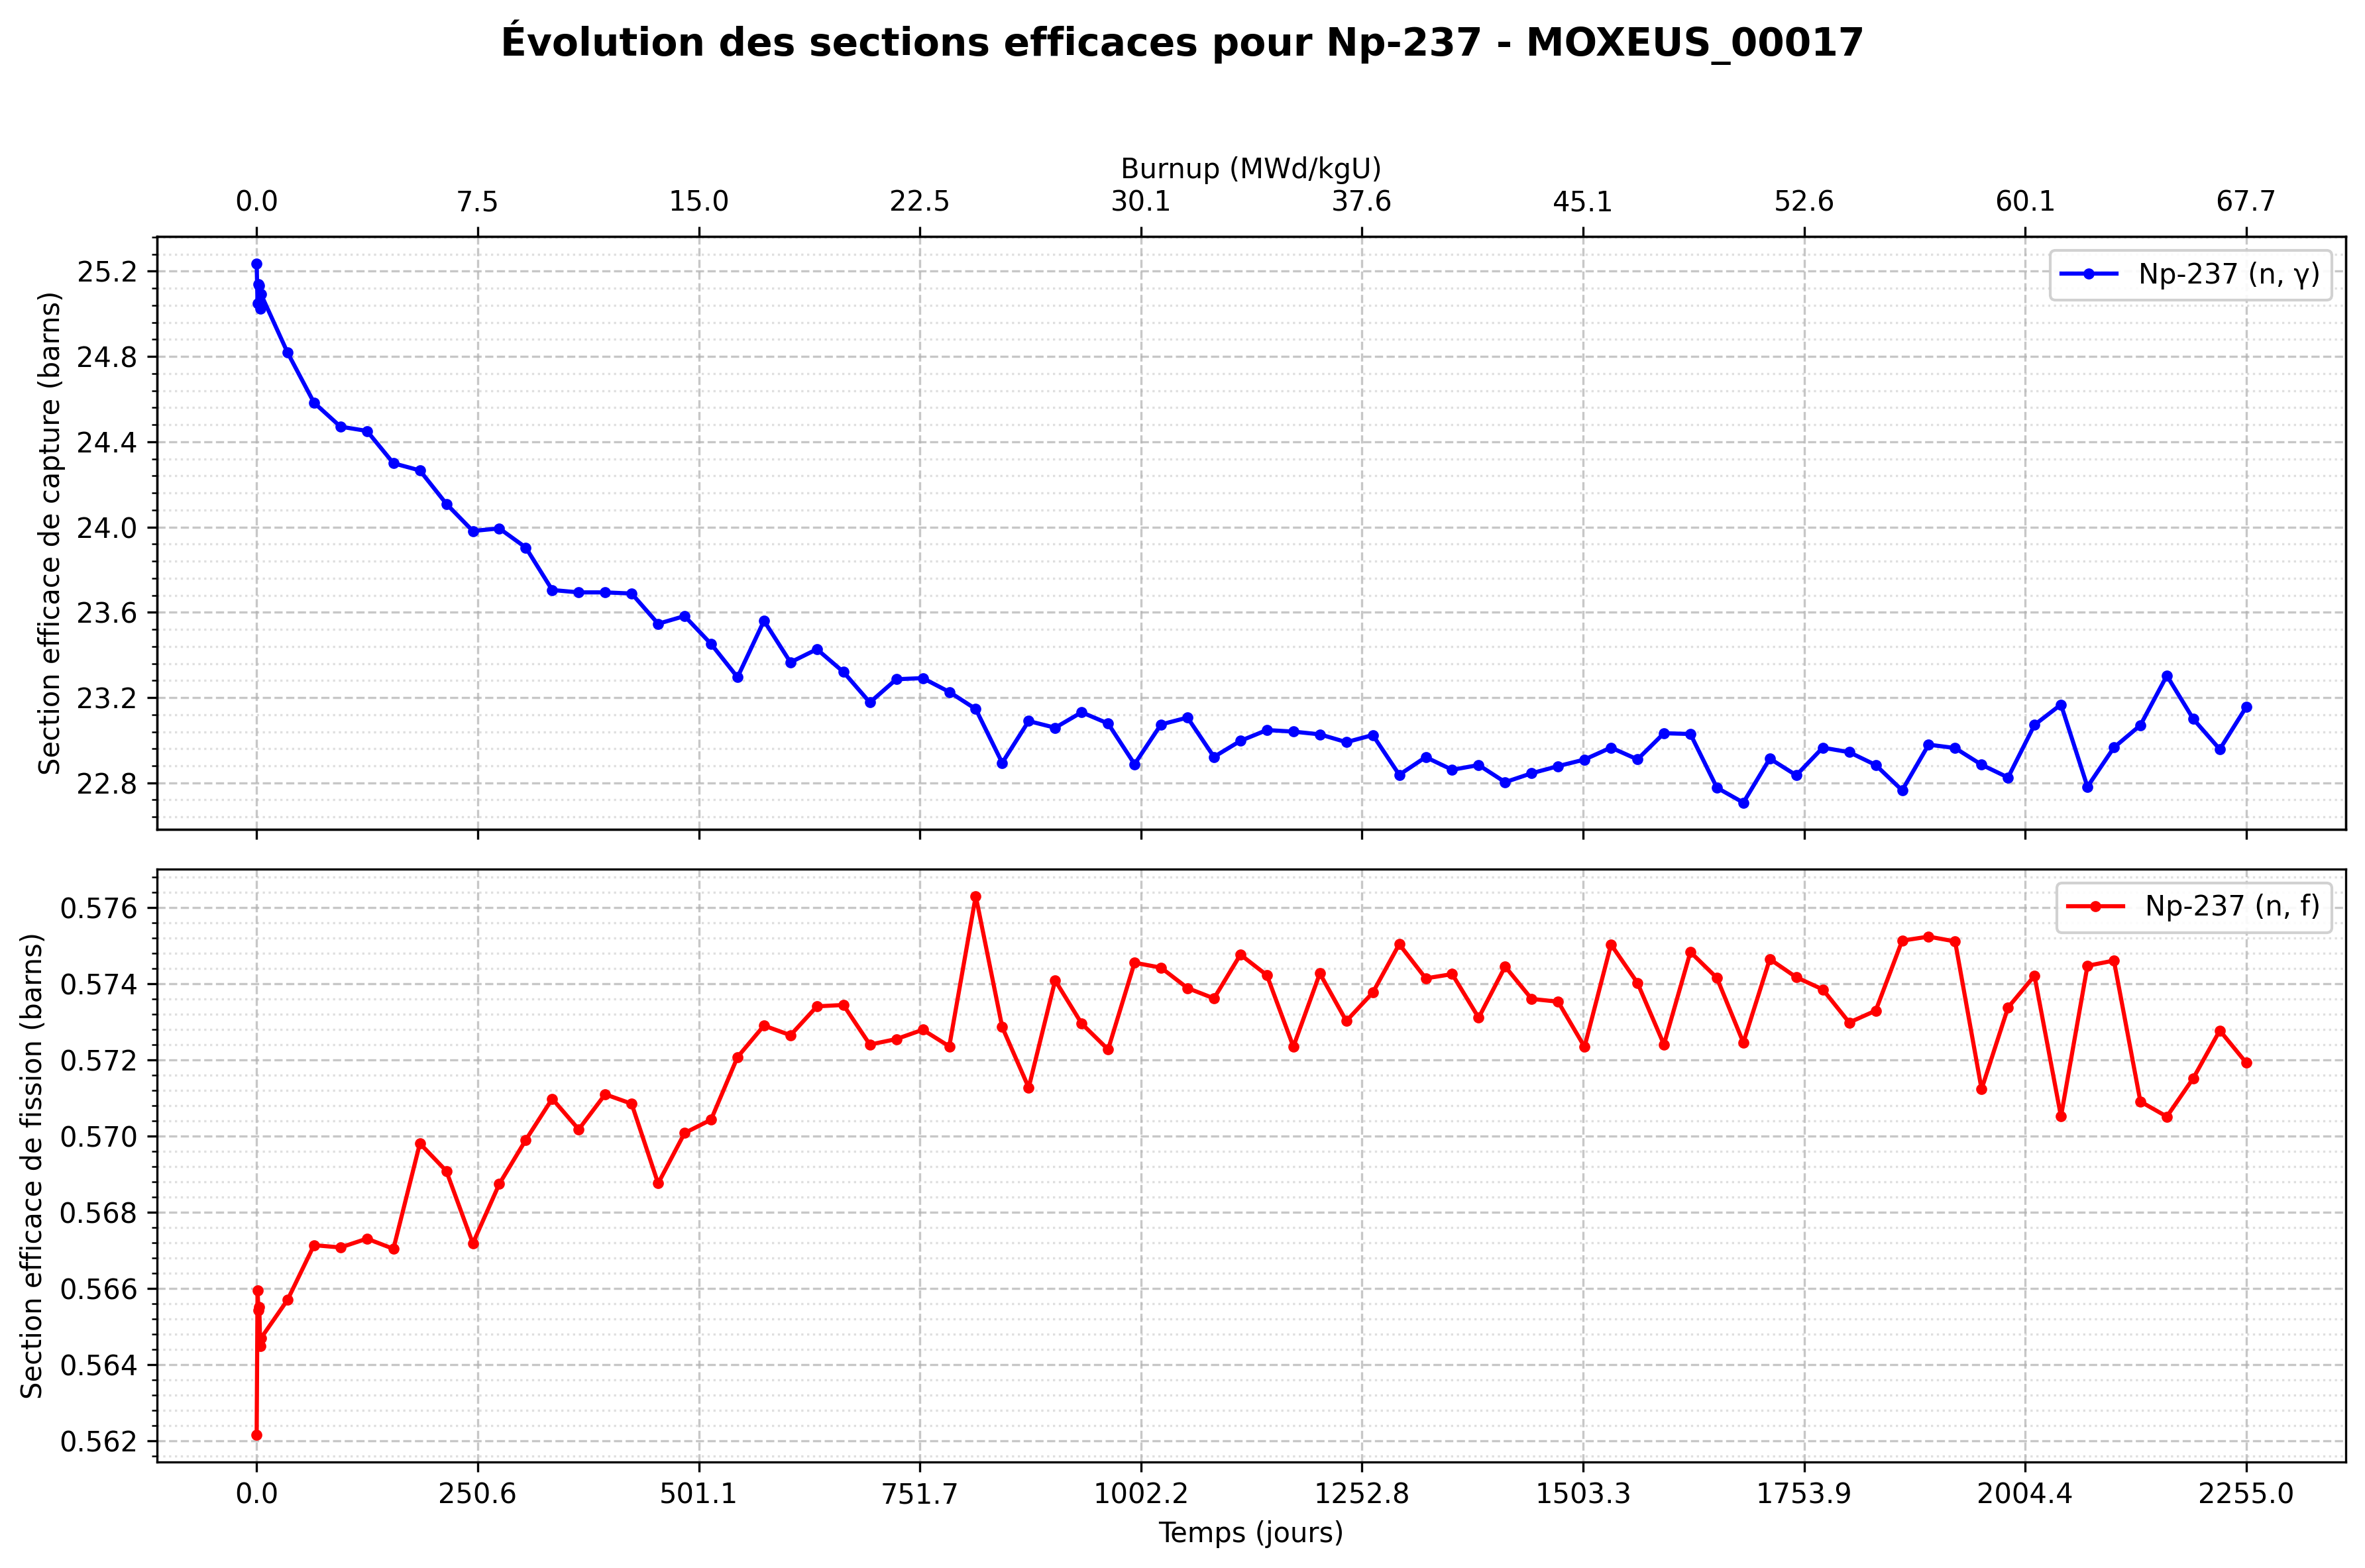 Évolution des sections efficaces pour Np-237 - MOXEUS_00017
Burnup (MWd/kgU)
0.0 7.5 15.0 22.5 30.1 37.6 45.1 52.6 60.1 67.7
Section efficace de capture (barns)
25.2
24.8
24.4
24.0
23.6
23.2
22.8
Np-237 (n, γ)
Section efficace de fission (barns)
0.576
0.574
0.572
0.570
0.568
0.566
0.564
0.562
Np-237 (n, f)
0.0 250.6 501.1 751.7 1002.2 1252.8 1503.3 1753.9 2004.4 2255.0
Temps (jours)